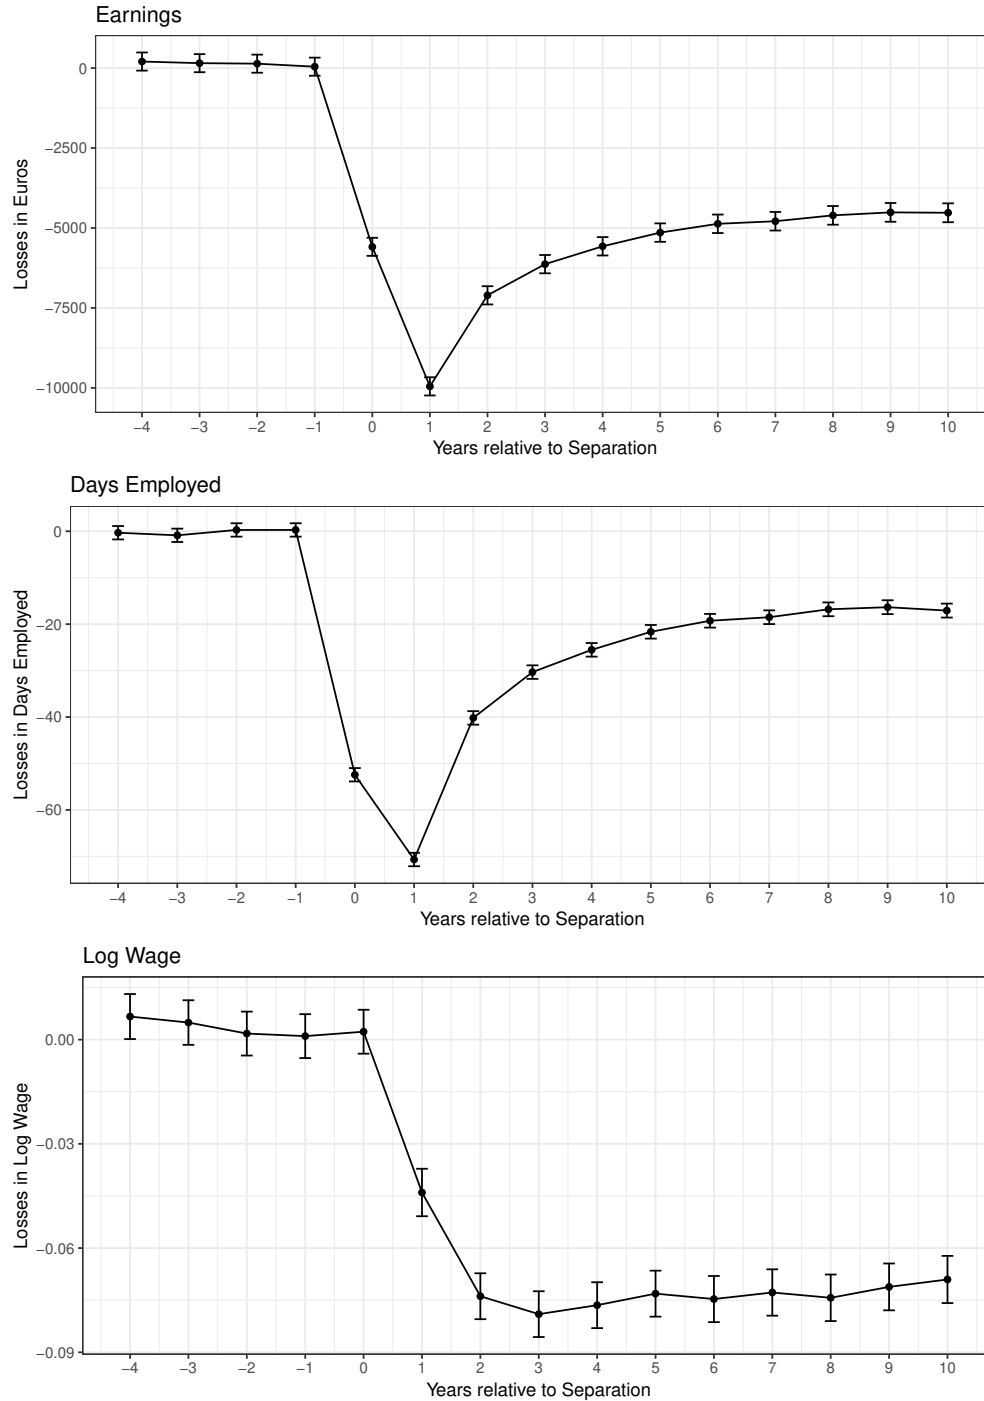 Earnings
Losses in Euros
0
−2500
−5000
−7500
−10000
−4 −3 −2 −1 0 1 2 3 4 5 6 7 8 9 10
Years relative to Separation
Days Employed
Losses in Days Employed
0
−20
−40
−60
−4 −3 −2 −1 0 1 2 3 4 5 6 7 8 9 10
Years relative to Separation
Log Wage
Losses in Log Wage
0.00
−0.03
−0.06
−0.09
−4 −3 −2 −1 0 1 2 3 4 5 6 7 8 9 10
Years relative to Separation